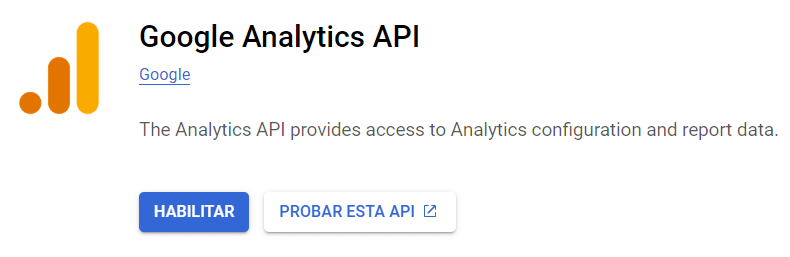 Google Analytics API
Google
The Analytics API provides access to Analytics configuration and report data.
HABILITAR
PROBAR ESTA API